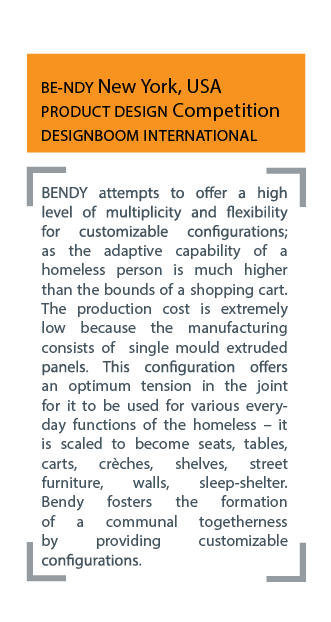 BE-NDY New York, USA
PRODUCT DESIGN Competition
DESIGNBOOM INTERNATIONAL
BENDY attempts to offer a high
level of multiplicity and flexibility
for customizable configurations;
as the adaptive capability of a
homeless person is much higher
than the bounds of a shopping cart.
The production cost is extremely
low because the manufacturing
consists of single mould extruded
panels. This configuration offers
an optimum tension in the joint
for it to be used for various every-
day functions of the homeless – it
is scaled to become seats, tables,
carts, crèches, shelves, street
furniture, walls, sleep-shelter.
Bendy fosters the formation
of a communal togetherness
by providing customizable
configurations.